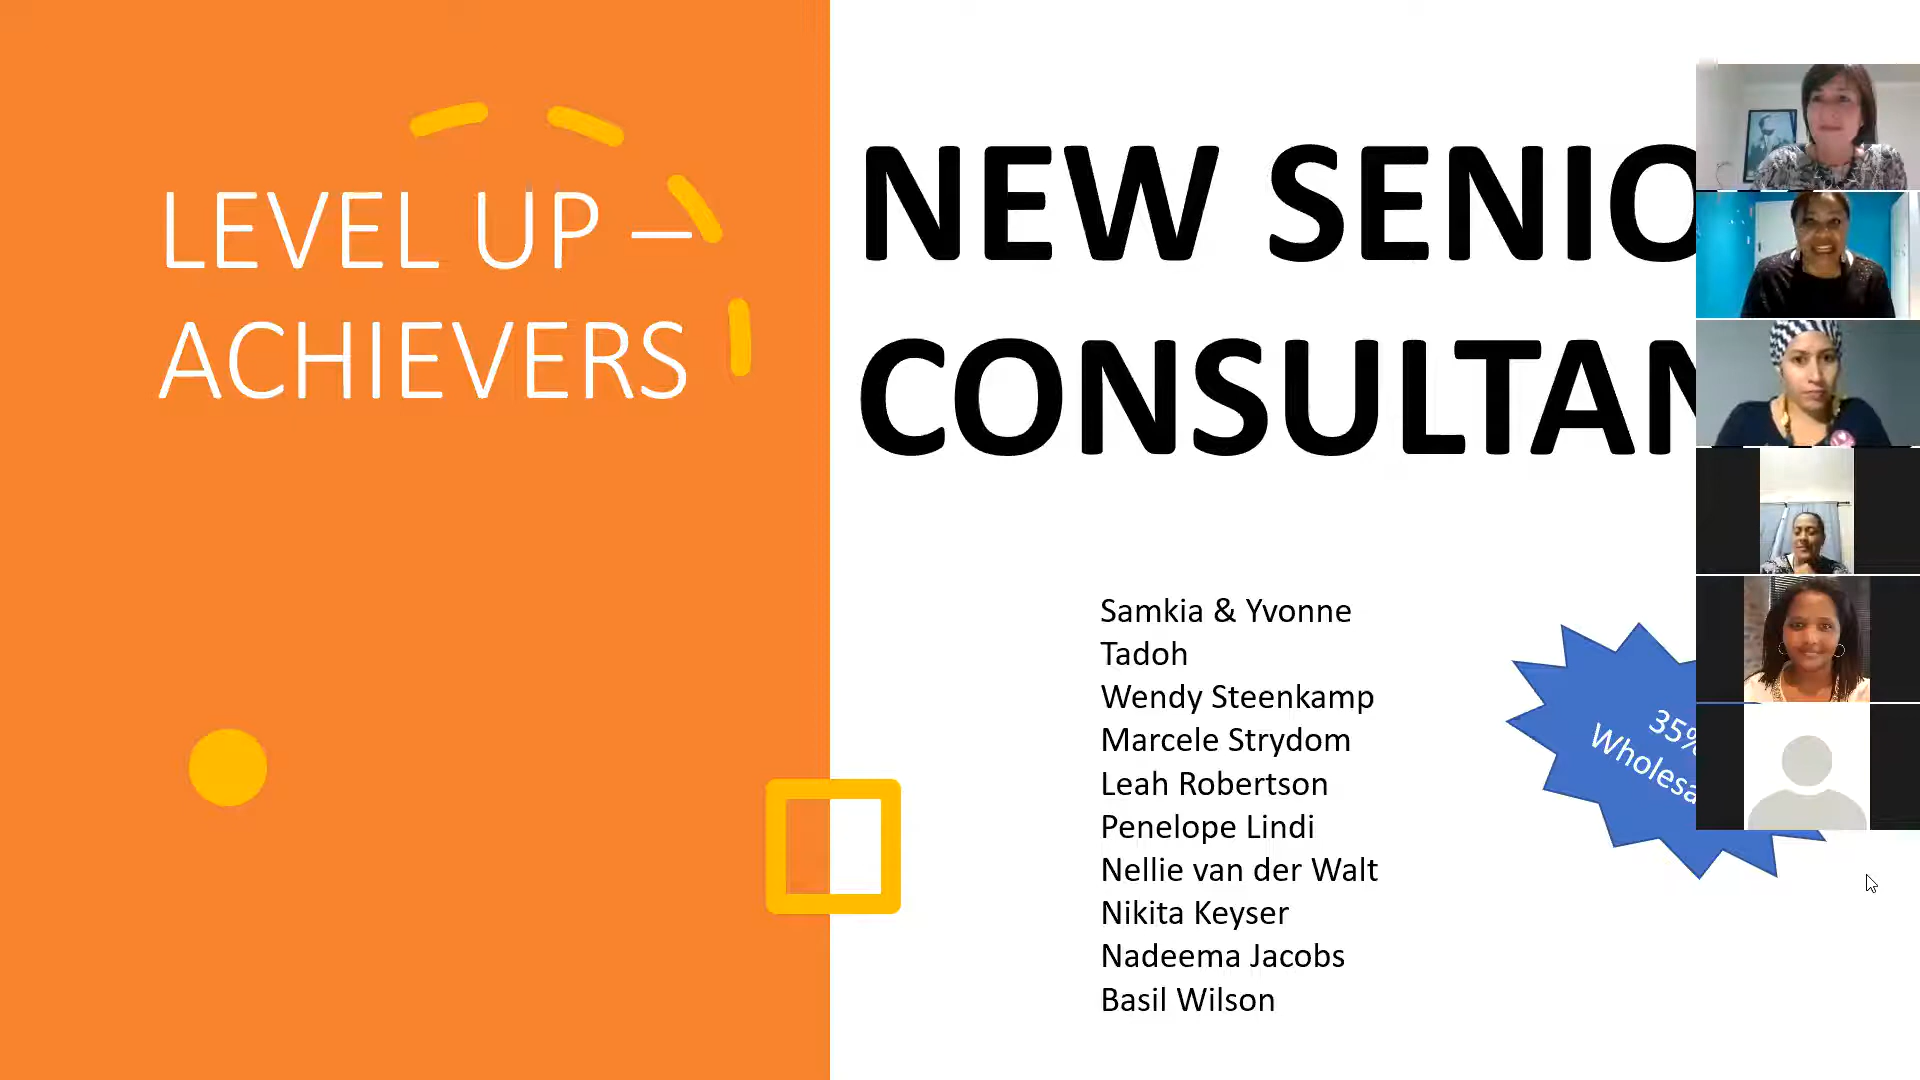 LEVEL UP –
ACHIEVERS
NEW SENIO
CONSULTAN
Samkia & Yvonne
Tadoh
Wendy Steenkamp
Marcele Strydom
Leah Robertson
Penelope Lindi
Nellie van der Walt
Nikita Keyser
Nadeema Jacobs
Basil Wilson
35%
Wholesa